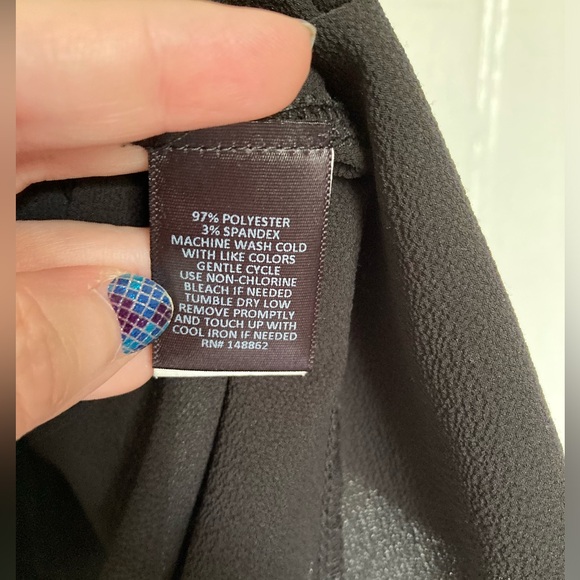 97% POLYESTER
3% SPANDEX
MACHINE WASH COLD
WITH LIKE COLORS
GENTLE CYCLE
USE NON-CHLORINE
BLEACH IF NEEDED
TUMBLE DRY LOW
REMOVE PROMPTLY
AND TOUCH UP WITH
COOL IRON IF NEEDED
RN# 148862